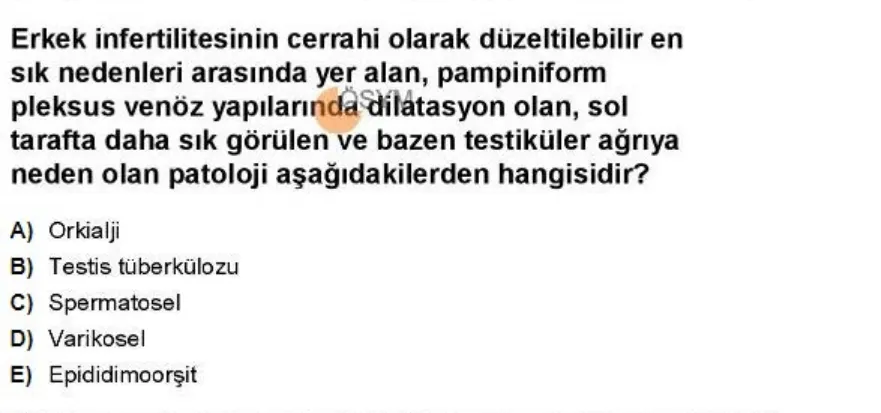 Erkek infertilitesinin cerrahi olarak düzeltilebilir en
sık nedenleri arasında yer alan, pampiniform
pleksus venöz yapılarında dilatasyon olan, sol
tarafta daha sık görülen ve bazen testiküler ağrıya
neden olan patoloji aşağıdakilerden hangisidir?
A) Orkialji
B) Testis tüberkülozu
C) Spermatosel
D) Varikosel
E) Epididimoorşit
ÖSYM